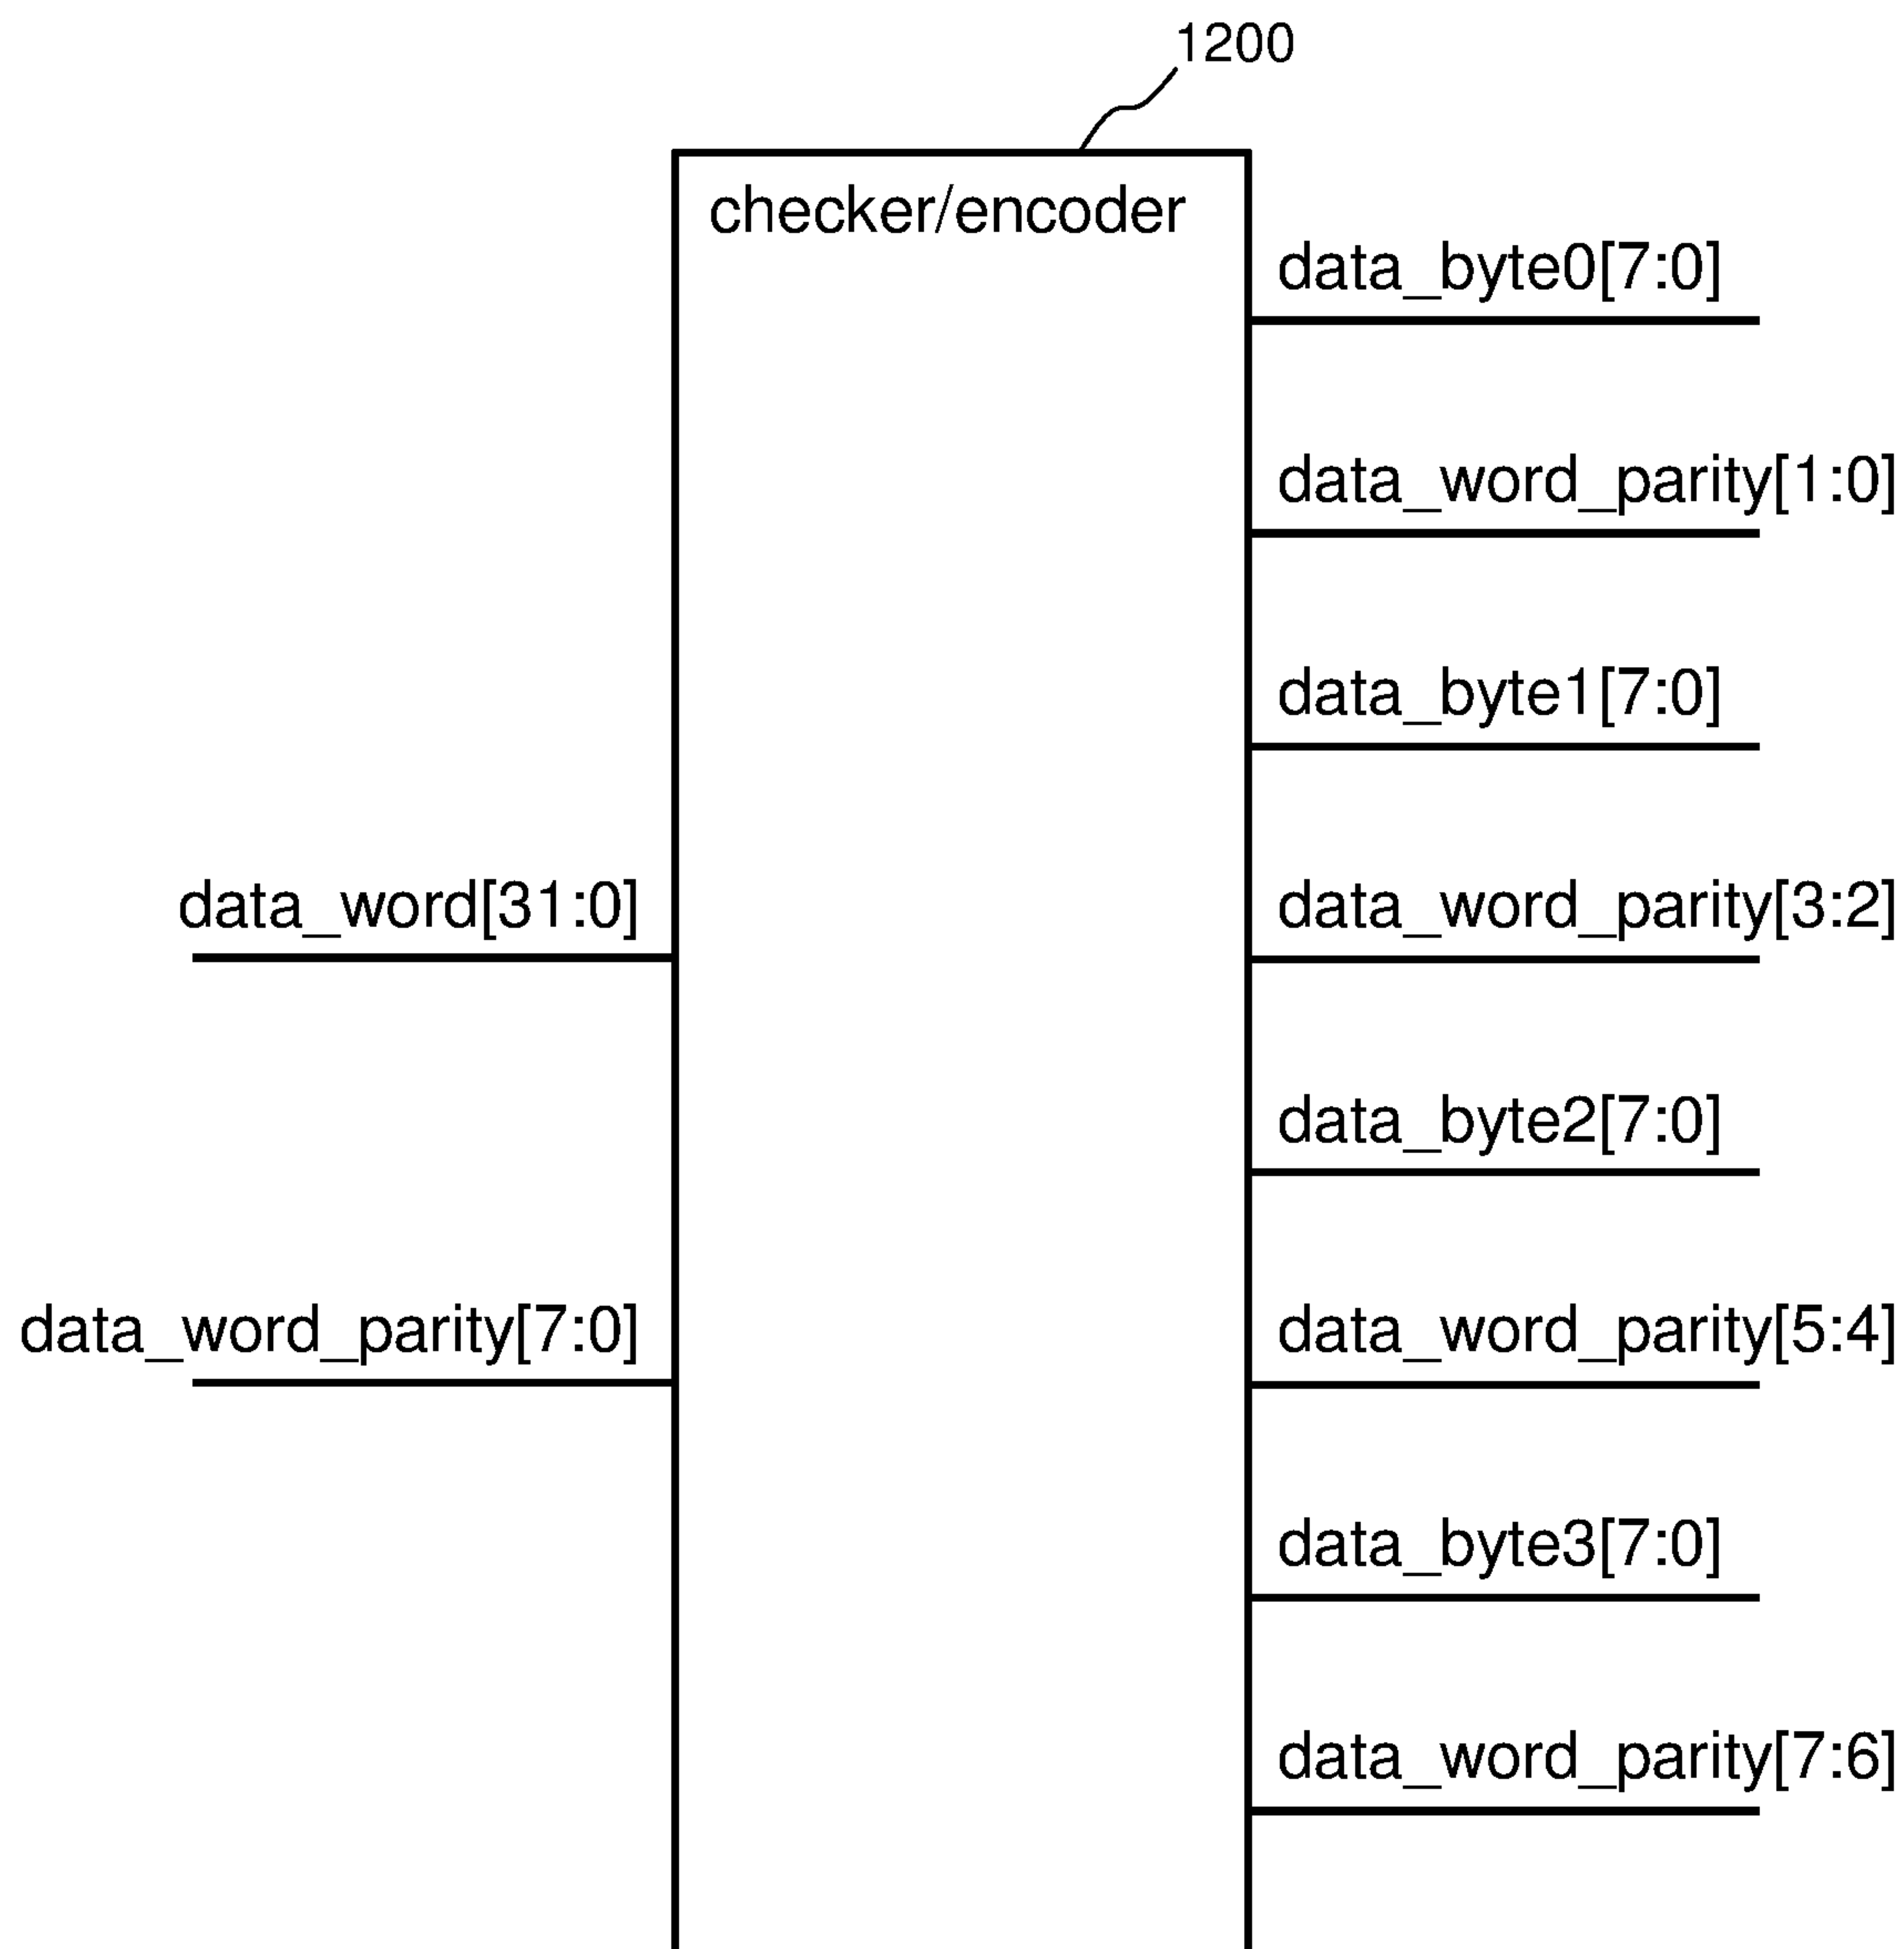 1200
checker/encoder
data_byte0[7:0]
data_word_parity[1:0]
data_byte1[7:0]
data_word[31:0]
data_word_parity[3:2]
data_byte2[7:0]
data_word_parity[7:0]
data_word_parity[5:4]
data_byte3[7:0]
data_word_parity[7:6]